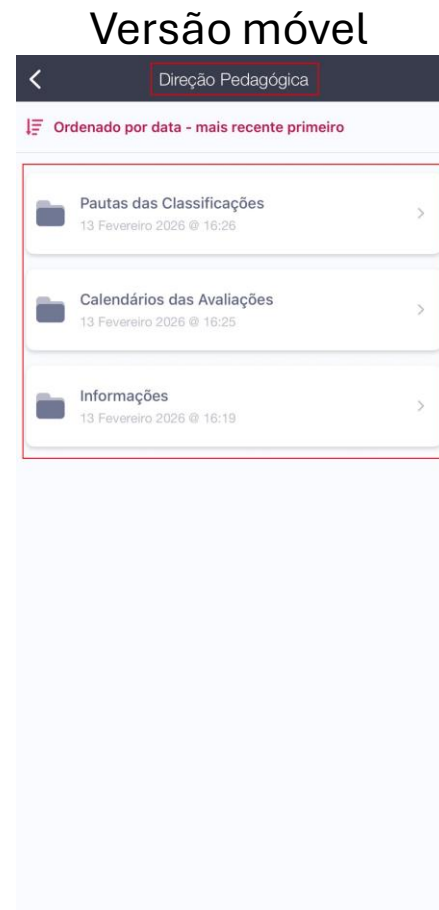 Versão móvel
Direção Pedagógica
Ordenado por data - mais recente primeiro
Pautas das Classificações
13 Fevereiro 2026 @ 16:26
Calendários das Avaliações
13 Fevereiro 2026 @ 16:25
Informações
13 Fevereiro 2026 @ 16:19